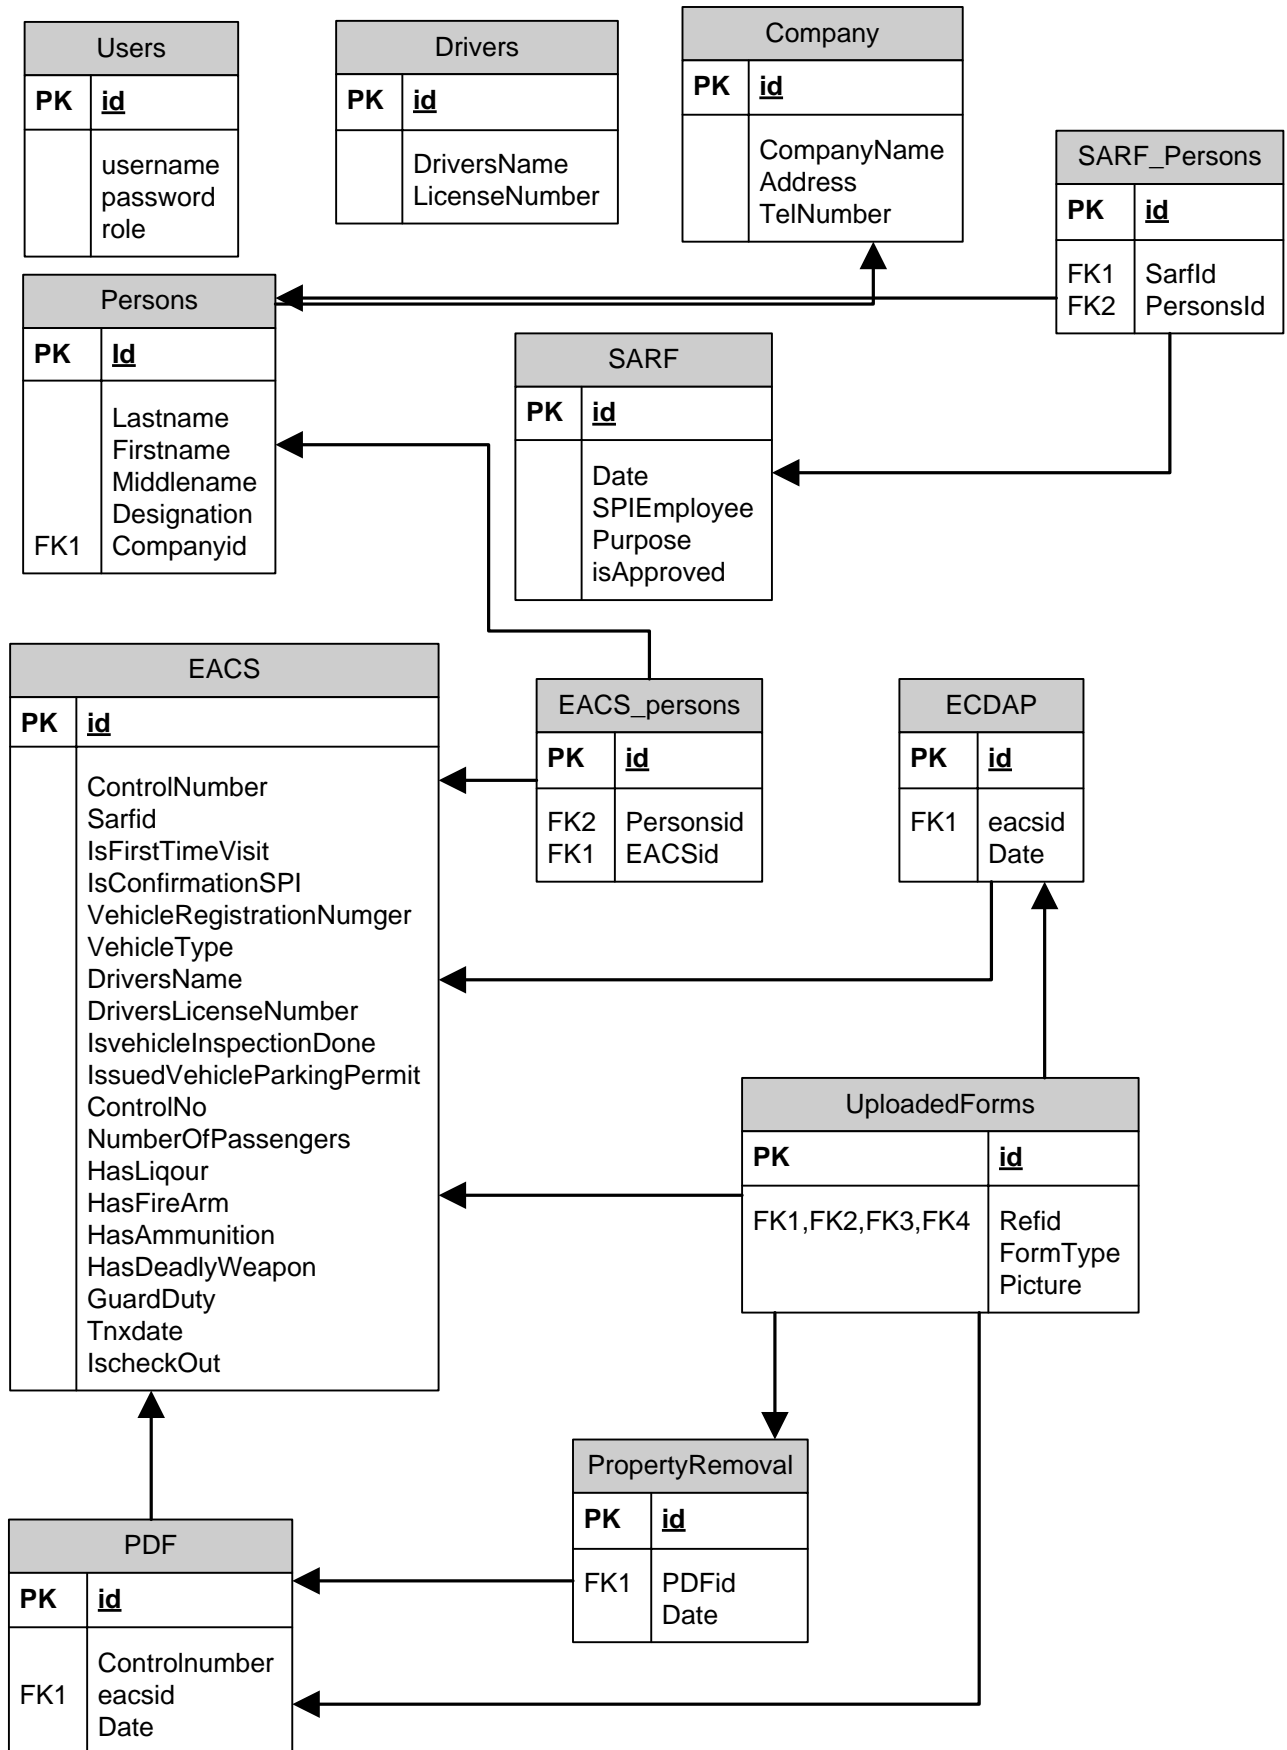 Users
PK id
username
password
role
Drivers
PK id
DriversName
LicenseNumber
Company
PK id
CompanyName
Address
TelNumber
SARF_Persons
PK id
FK1 SarfId
FK2 PersonsId
Persons
PK Id
Lastname
Firstname
Middlename
Designation
FK1 Companyid
SARF
PK id
Date
SPIEmployee
Purpose
isApproved
EACS
PK id
ControlNumber
Sarfid
IsFirstTimeVisit
IsConfirmationSPI
VehicleRegistrationNumger
VehicleType
DriversName
DriversLicenseNumber
IsvehicleInspectionDone
IssuedVehicleParkingPermit
ControlNo
NumberOfPassengers
HasLiqour
HasFireArm
HasAmmunition
HasDeadlyWeapon
GuardDuty
Tnxdate
IscheckOut
EACS_persons
PK id
FK2 Personsid
FK1 EACSid
ECDAP
PK id
FK1 eacsid
Date
UploadedForms
PK id
FK1,FK2,FK3,FK4 Refid
FormType
Picture
PropertyRemoval
PK id
FK1 PDFid
Date
PDF
PK id
Controlnumber
FK1 eacsid
Date